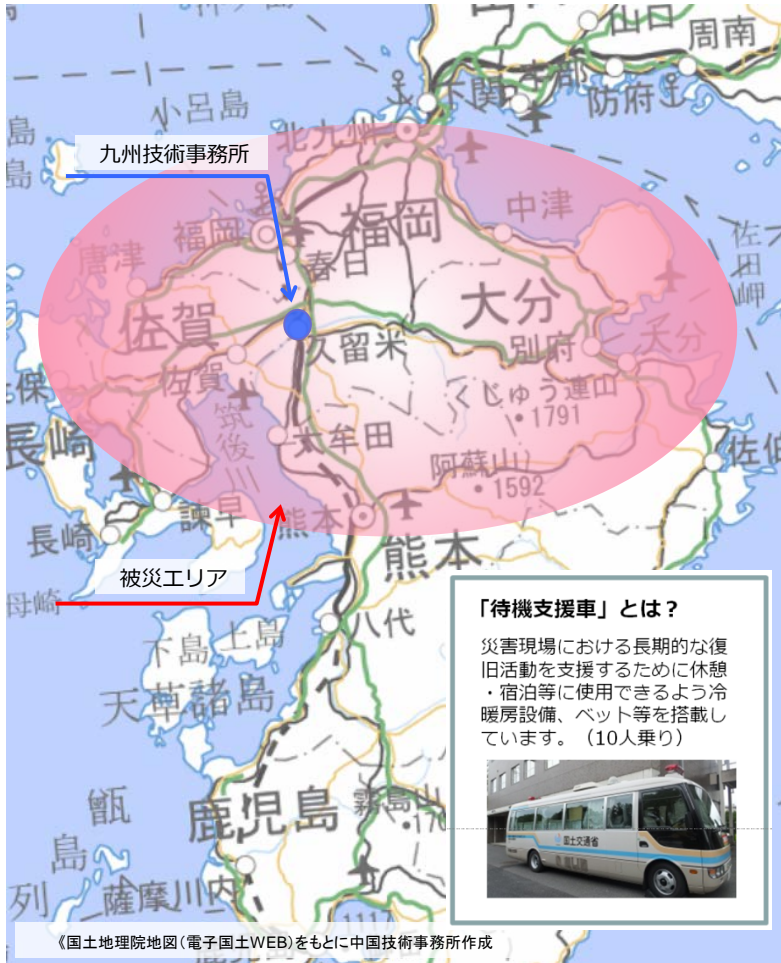 仙台
周南
下関
防府
小呂島
北九州
九州技術事務所
福岡
福岡
中津
春日
唐津
佐賀
大分
佐田岬
久留米
別府
大分
佐賀
くじゅう連山
・1791
筑後川
大牟田
長崎
阿蘇山
・1592
佐伯
諫早
熊本
長崎
熊本
被災エリア
八代
下島
上島
天草諸島
「待機支援車」とは？
災害現場における長期的な復
旧活動を支援するために休憩
・宿泊等に使用できるよう冷
暖房設備、ベット等を搭載し
ています。（10人乗り）
国土交通省
甑
島
列
鹿児島
霧島山
薩摩川内
1117
《国土地理院地図（電子国土WEB）をもとに中国技術事務所作成